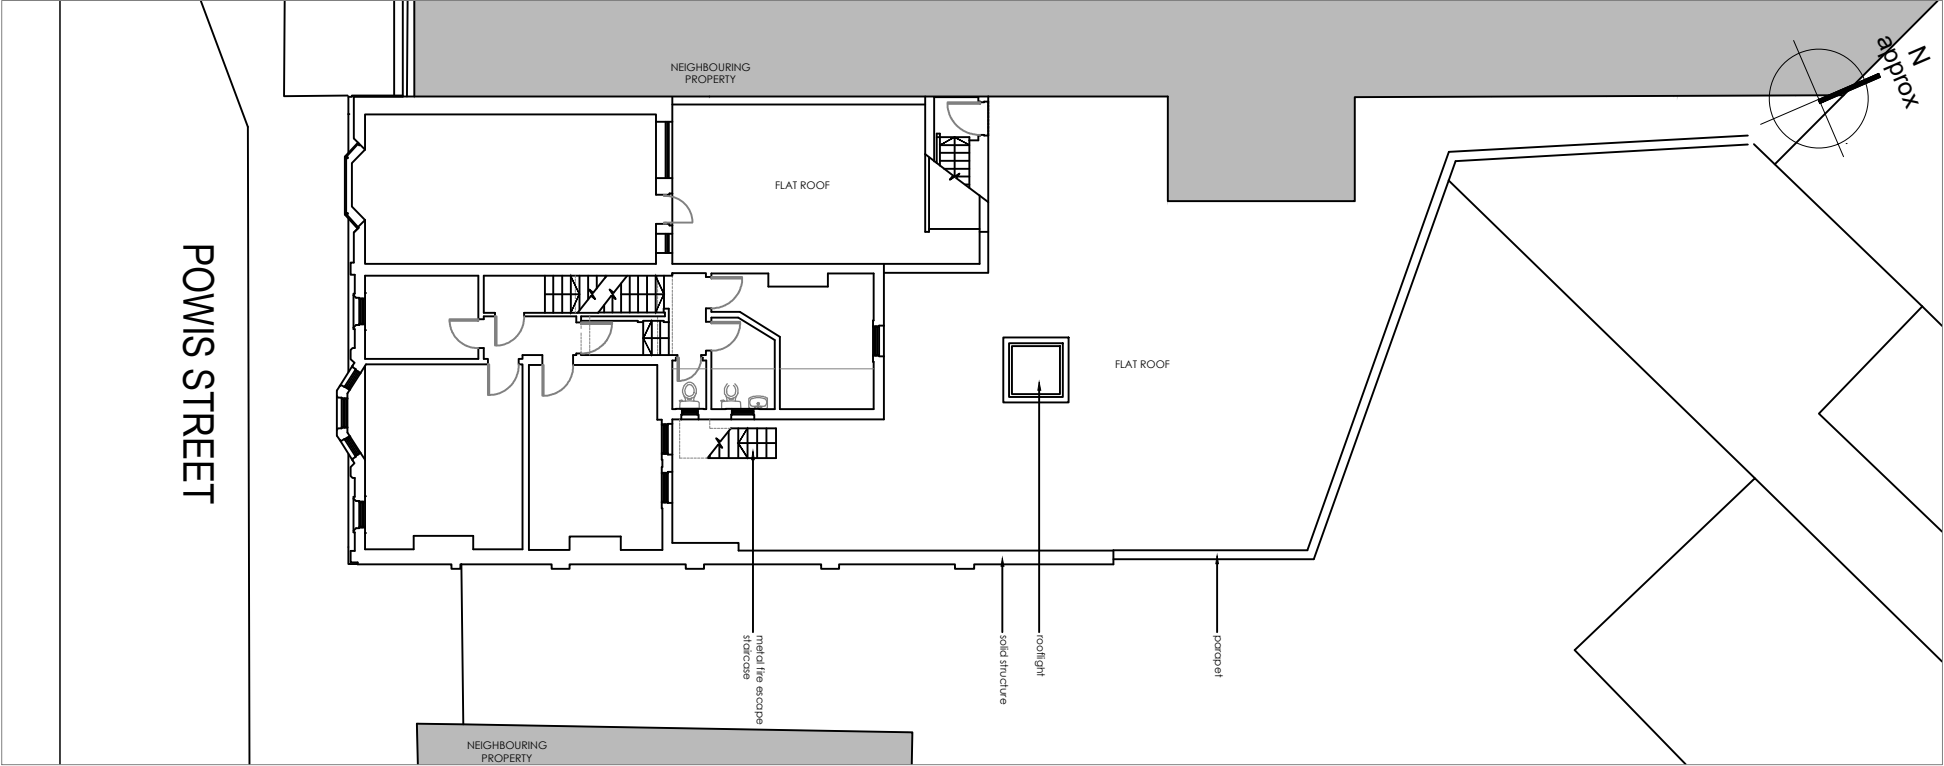 NEIGHBOURING
PROPERTY
N
approx
FLAT ROOF
POWIS STREET
FLAT ROOF
metal fire escape
staircase
solid structure
rooflight
parapet
NEIGHBOURING
PROPERTY